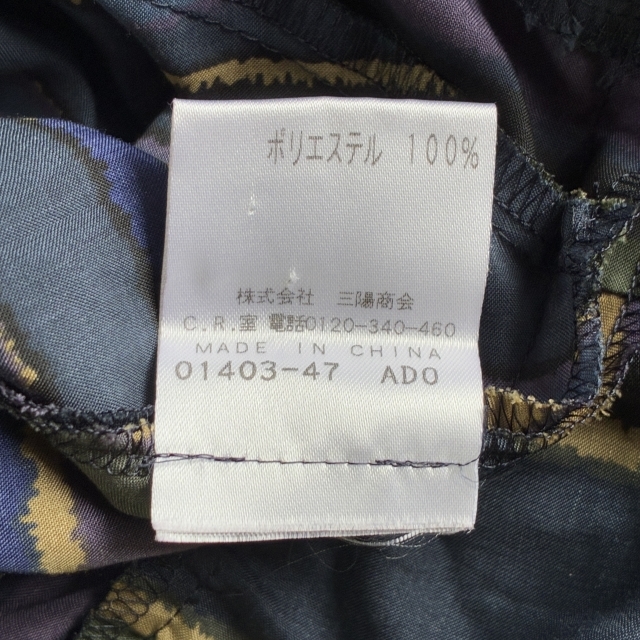 ポリエステル 100%
株式会社 三陽商会
C.R.室 電話0120-340-460
MADE IN CHINA
01403-47 ADO